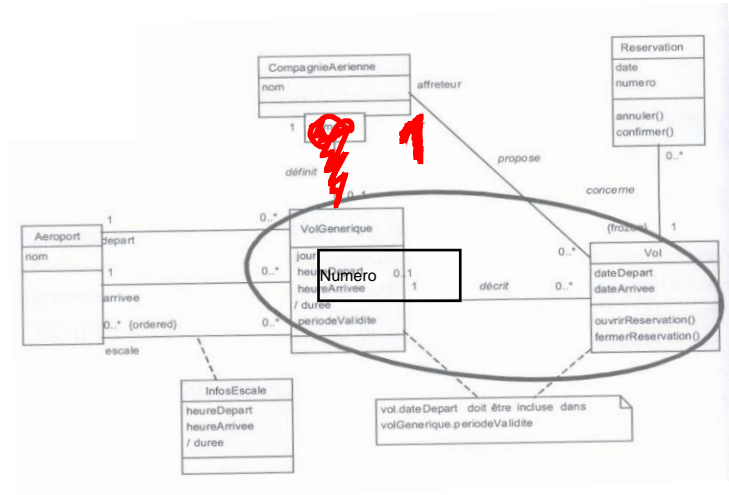 Reservation
date
numero
annuler()
confirmer()
CompagnieAerienne
nom
affreteur
1
1
propose
0..*
définit
concerne
{frozen}
1
1
0..*
VolGenerique
Aeroport
depart
nom
0..*
Vol
jour
heureDepart
heureArrivee
/ duree
periodeValidite
Numéro
0..1
1
décrit
0..*
dateDepart
dateArrivee
ouvrirReservation()
fermerReservation()
1
arrivee
0..*
0..* {ordered}
0..*
escale
InfosEscale
heureDepart
heureArrivee
/ duree
vol.dateDepart doit être incluse dans
volGenerique.periodeValidite